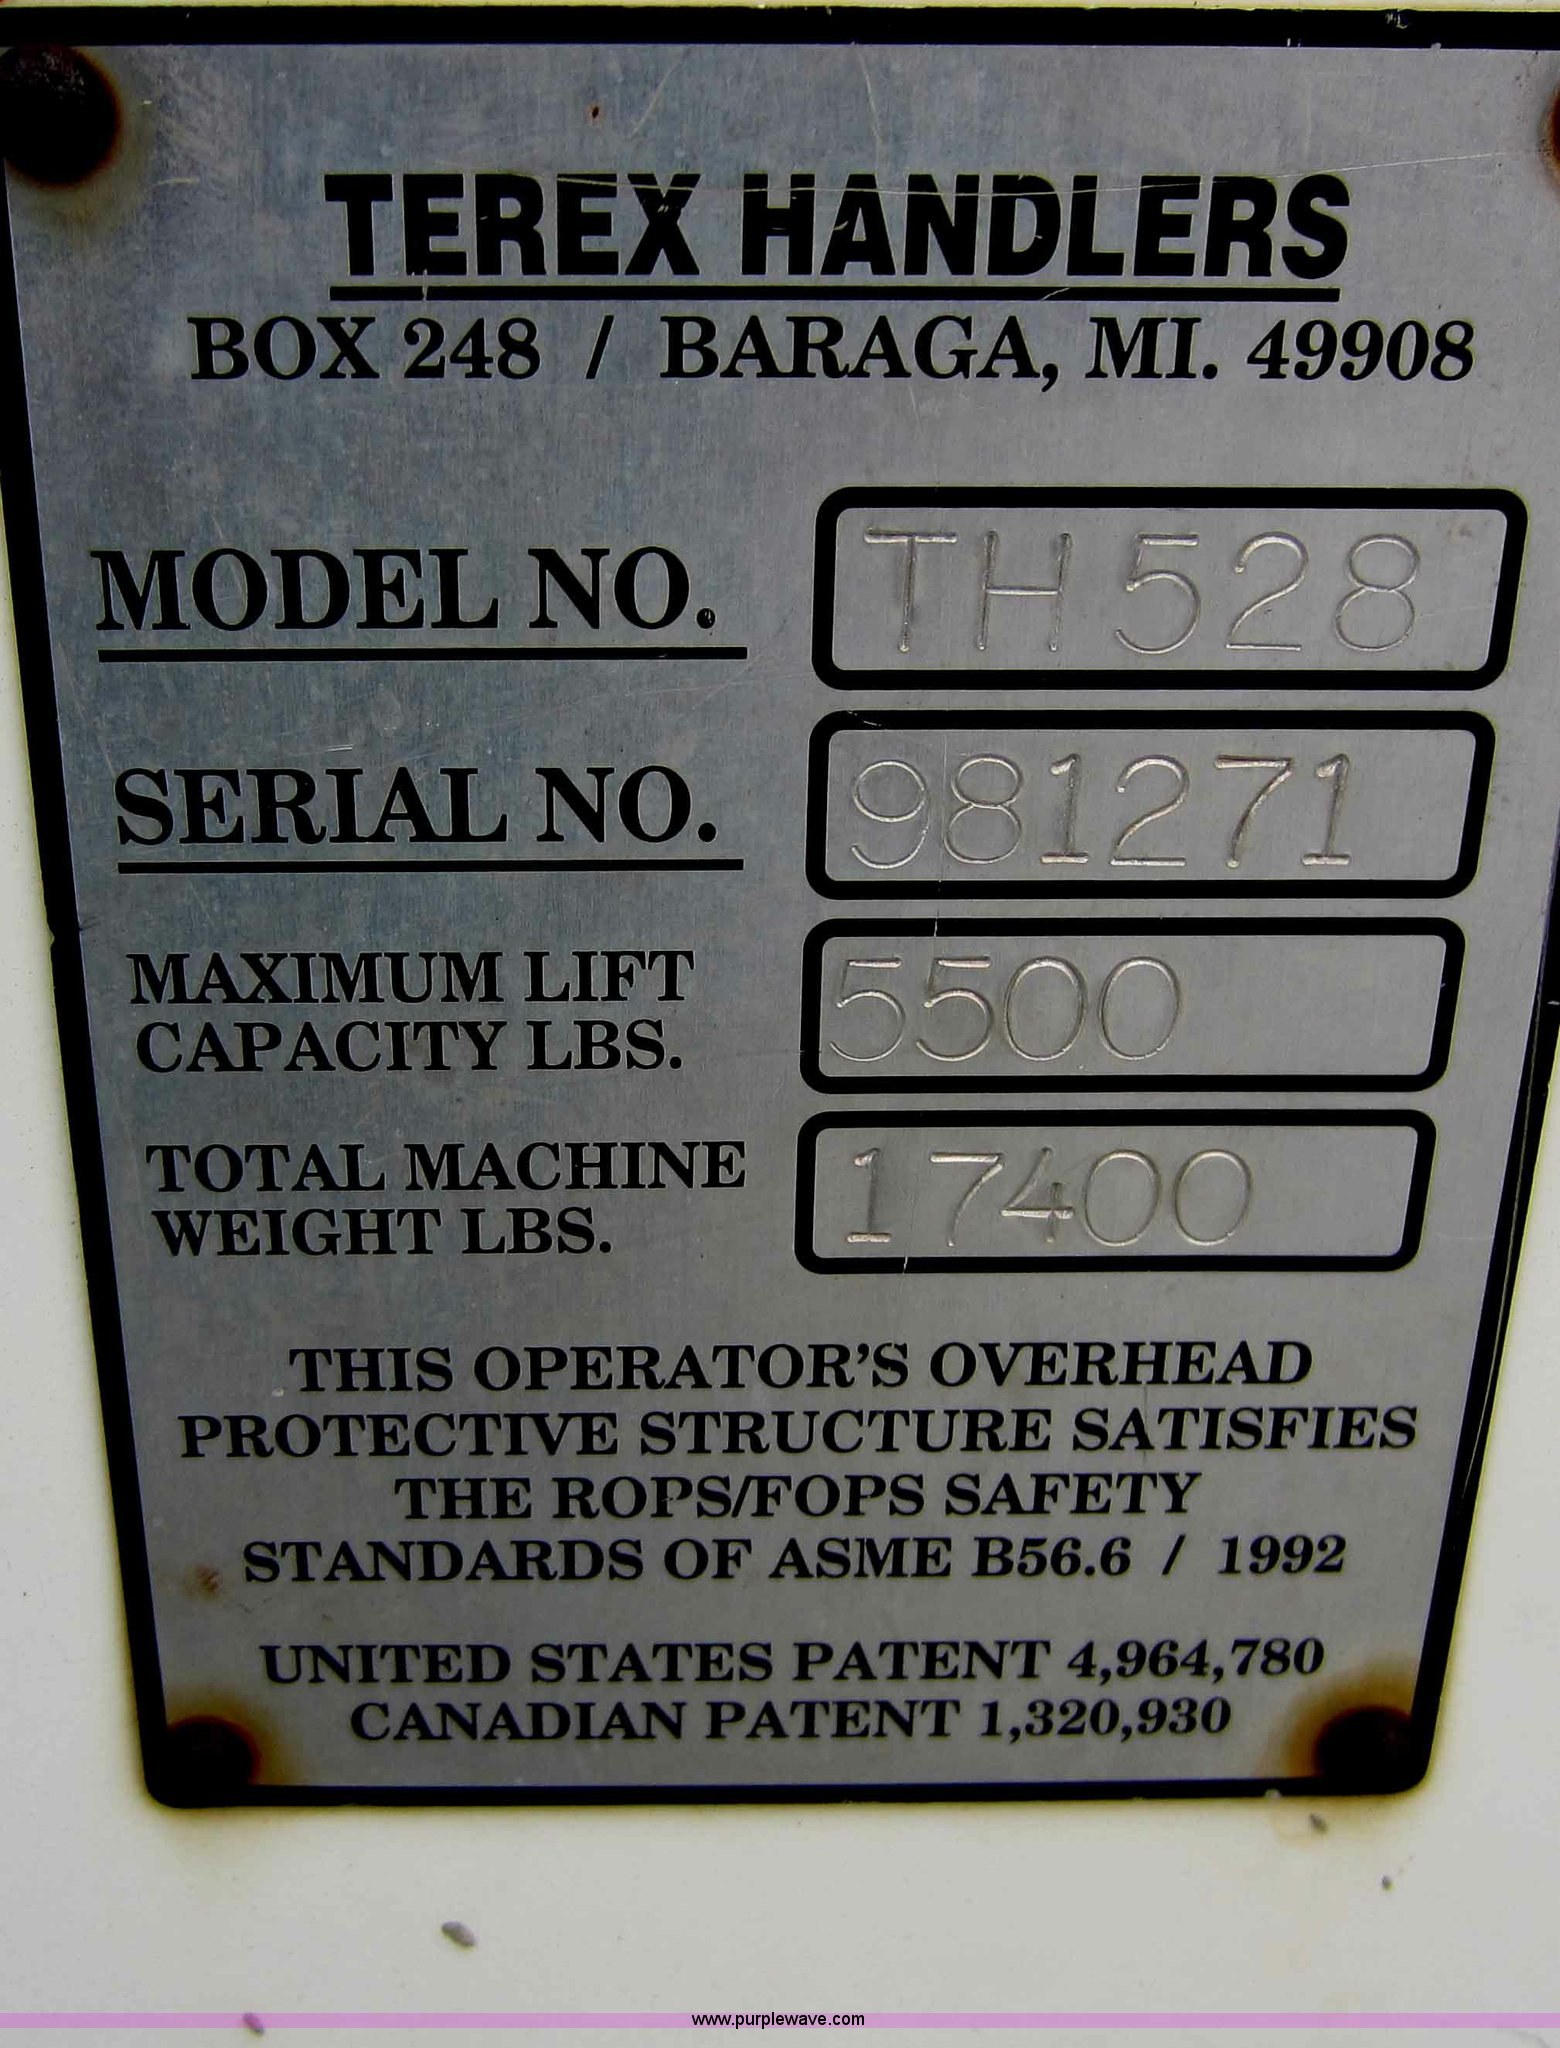 TEREX HANDLERS
BOX 248 / BARAGA, MI. 49908
MODEL NO. TH528
SERIAL NO. 981271
MAXIMUM LIFT
CAPACITY LBS. 5500
TOTAL MACHINE
WEIGHT LBS. 17400
THIS OPERATOR'S OVERHEAD
PROTECTIVE STRUCTURE SATISFIES
THE ROPS/FOPS SAFETY
STANDARDS OF ASME B56.6 / 1992
UNITED STATES PATENT 4,964,780
CANADIAN PATENT 1,320,930
www.purplewave.com